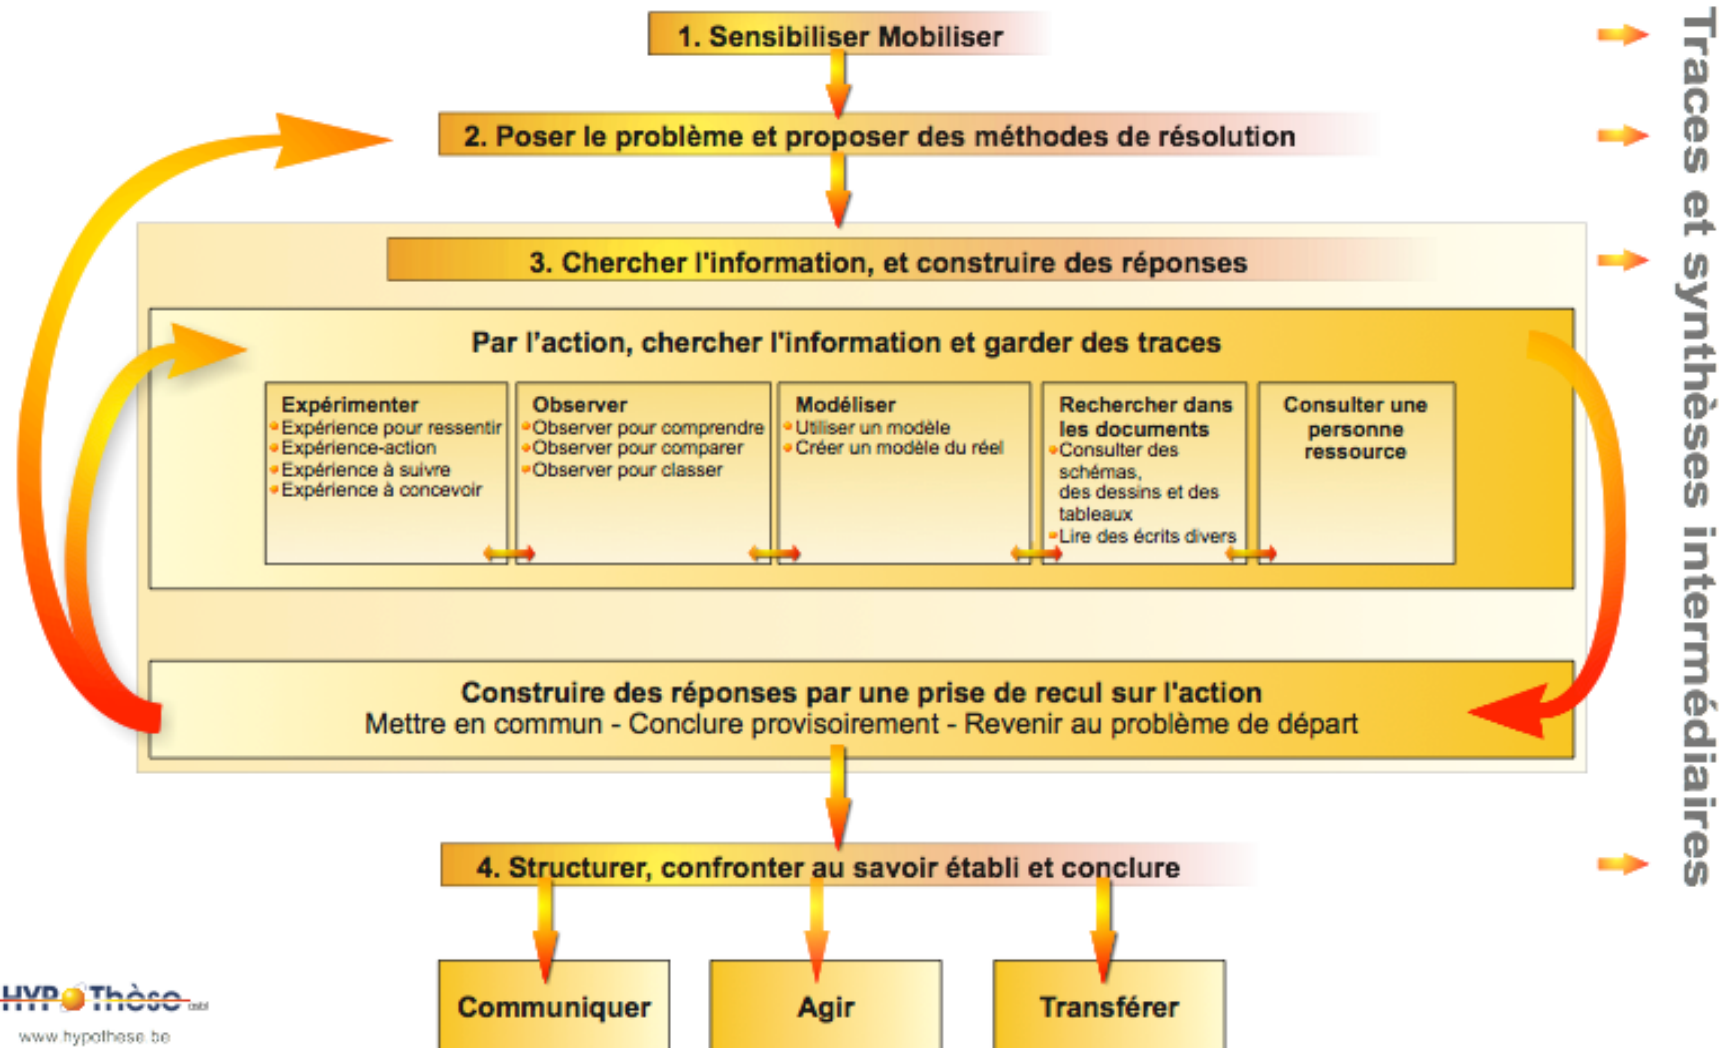 1. Sensibiliser Mobiliser
2. Poser le problème et proposer des méthodes de résolution
3. Chercher l'information, et construire des réponses
Par l'action, chercher l'information et garder des traces
Expérimenter
Expérience pour ressentir
Expérience-action
Expérience à suivre
Expérience à concevoir
Observer
Observer pour comprendre
Observer pour comparer
Observer pour classer
Modéliser
Utiliser un modèle
Créer un modèle du réel
Rechercher dans
les documents
Consulter des
schémas,
des dessins et des
tableaux
Lire des écrits divers
Consulter une
personne
ressource
Construire des réponses par une prise de recul sur l'action
Mettre en commun - Conclure provisoirement - Revenir au problème de départ
4. Structurer, confronter au savoir établi et conclure
Communiquer
Agir
Transférer
Traces et synthèses intermédiaires
HYPOThèse asbl
www.hypothese.be